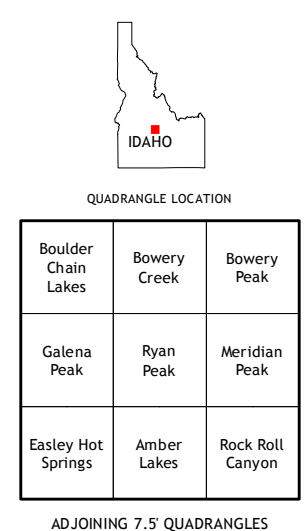 IDAHO
QUADRANGLE LOCATION
Boulder
Chain
Lakes
Bowery
Creek
Bowery
Peak
Galena
Peak
Ryan
Peak
Meridian
Peak
Easley Hot
Springs
Amber
Lakes
Rock Roll
Canyon
ADJOINING 7.5' QUADRANGLES